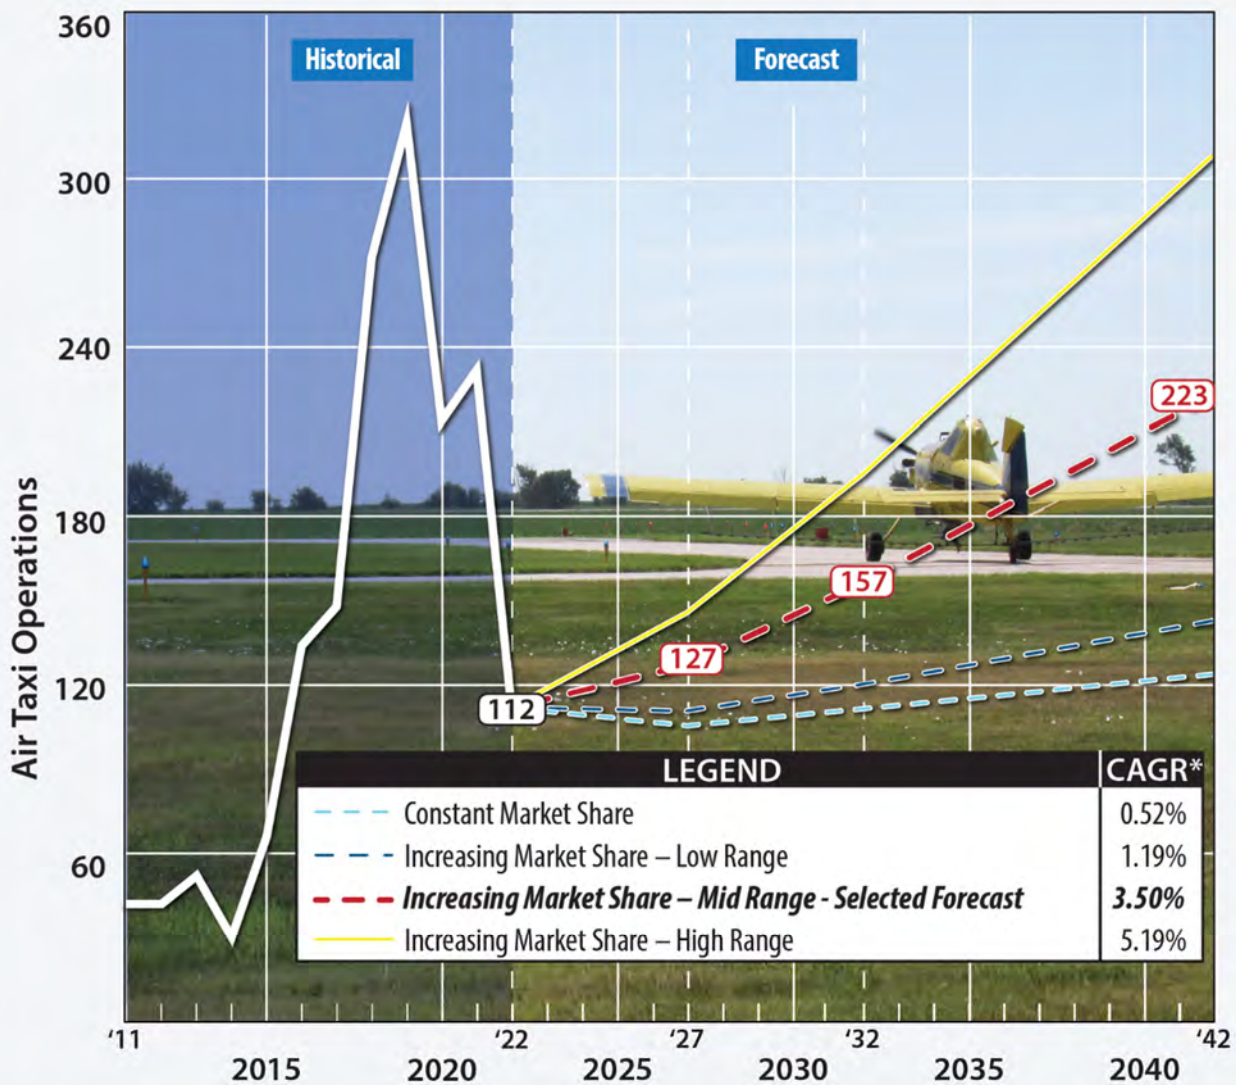 360
Historical
Forecast
300
240
223
180
157
127
120
112
Air Taxi Operations
LEGEND CAGR*
Constant Market Share 0.52%
Increasing Market Share – Low Range 1.19%
60
Increasing Market Share – Mid Range - Selected Forecast 3.50%
Increasing Market Share – High Range 5.19%
‘11 ‘22 ‘27 ‘32 ‘42
2015 2020 2025 2030 2035 2040